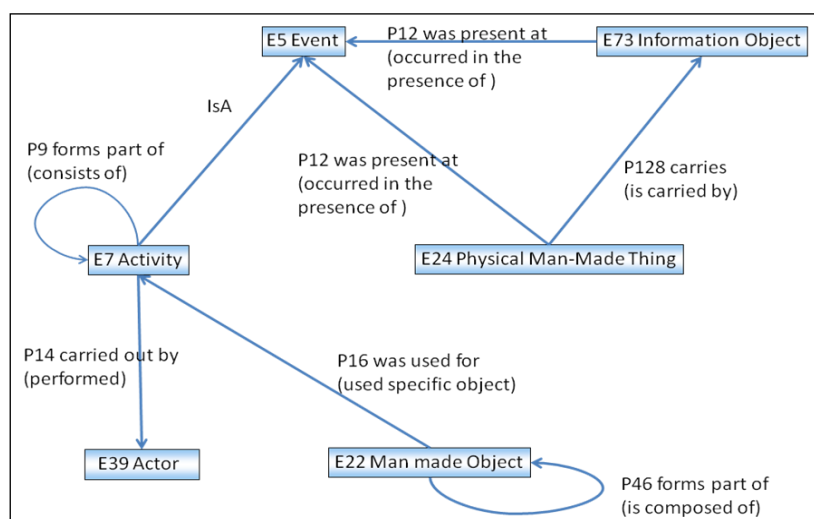 E5 Event
P12 was present at
(occurred in the
presence of )
E73 Information Object
IsA
P9 forms part of
(consists of)
P12 was present at
(occurred in the
presence of )
P128 carries
(is carried by)
E7 Activity
E24 Physical Man-Made Thing
P14 carried out by
(performed)
P16 was used for
(used specific object)
E39 Actor
E22 Man made Object
P46 forms part of
(is composed of)